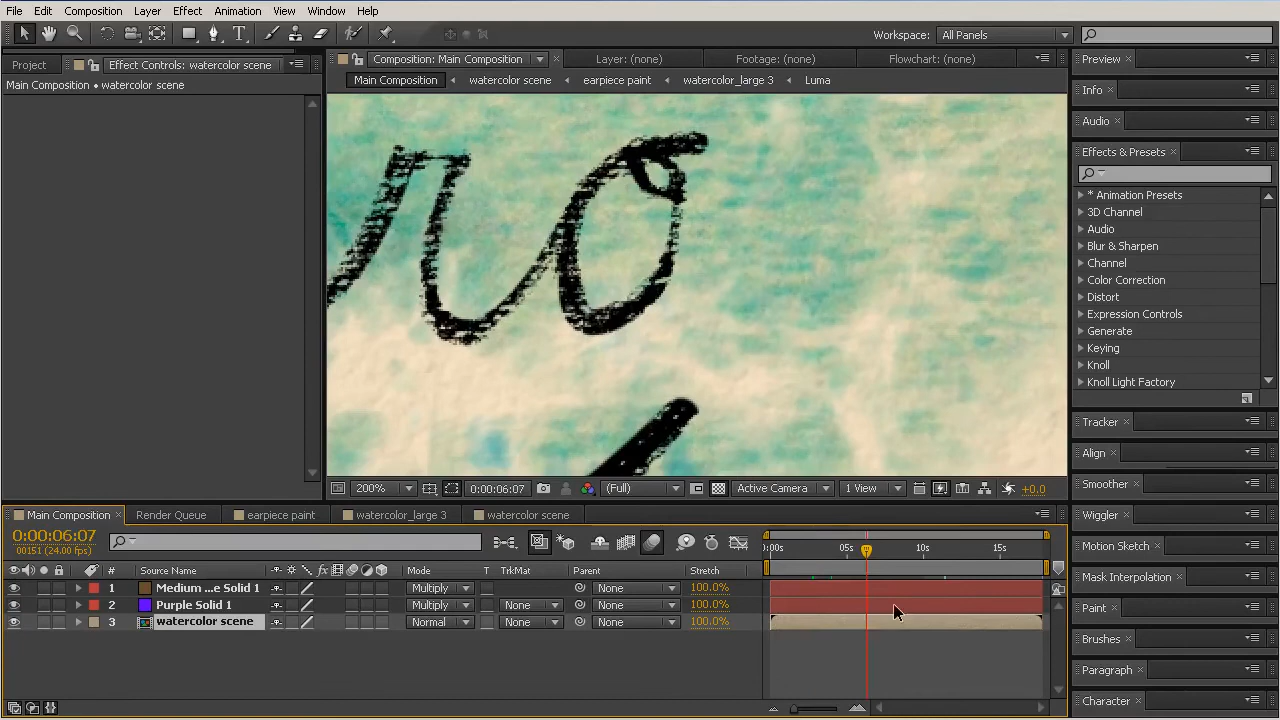 File Edit Composition Layer Effect Animation View Window Help
Workspace: All Panels
Project Effect Controls: watercolor scene
Main Composition • watercolor scene
Composition: Main Composition Layer: (none) Footage: (none) Flowchart: (none)
Main Composition watercolor scene earpiece paint watercolor_large 3 Luma
ro
200% 0:00:06:07 (Full) Active Camera 1 View +0.0
Preview
Info
Audio
Effects & Presets
* Animation Presets
3D Channel
Audio
Blur & Sharpen
Channel
Color Correction
Distort
Expression Controls
Generate
Keying
Knoll
Knoll Light Factory
Tracker
Align
Smoother
Wiggler
Motion Sketch
Mask Interpolation
Paint
Brushes
Paragraph
Character
Main Composition Render Queue earpiece paint watercolor_large 3 watercolor scene
0:00:06:07
00151 (24.00 fps)
0:00s 05s 10s 15s
# Source Name Mode T TrkMat Parent Stretch
1 Medium ...e Solid 1 Multiply None 100.0%
2 Purple Solid 1 Multiply None None 100.0%
3 watercolor scene Normal None None 100.0%